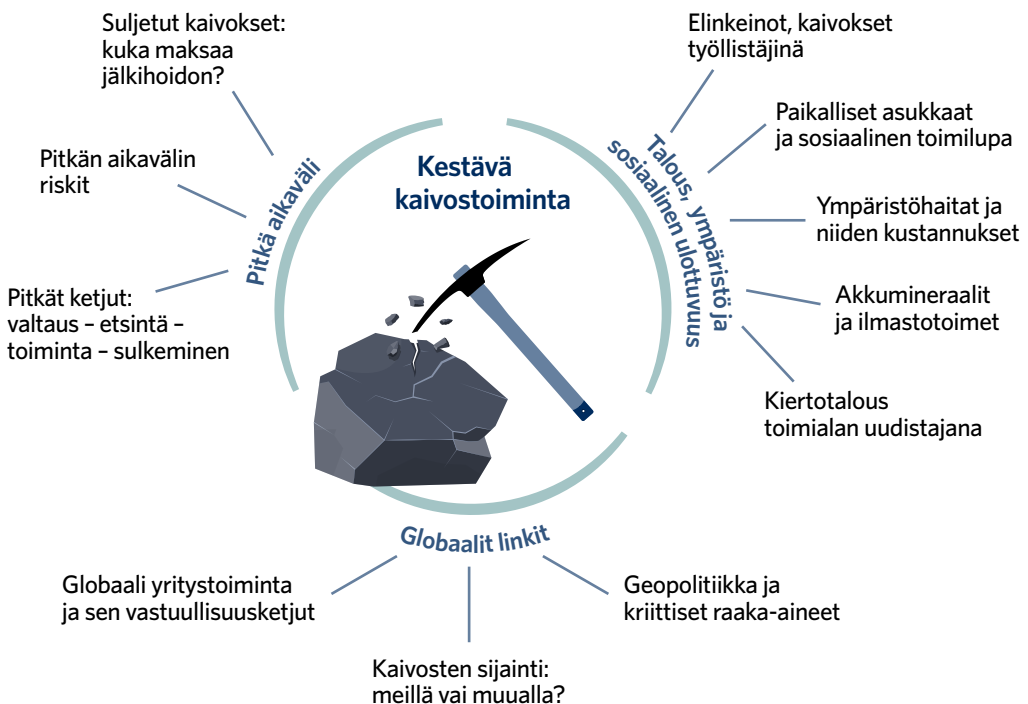 Kestävä
kaivostoiminta
Pitkä aikaväli
Suljetut kaivokset:
kuka maksaa
jälkihoidon?
Pitkän aikavälin
riskit
Pitkät ketjut:
valtaus – etsintä –
toiminta – sulkeminen
Talous, ympäristö ja
sosiaalinen ulottuvuus
Elinkeinot, kaivokset
työllistäjinä
Paikalliset asukkaat
ja sosiaalinen toimilupa
Ympäristöhaitat ja
niiden kustannukset
Akkumineraalit
ja ilmastotoimet
Kiertotalous
toimialan uudistajana
Globaalit linkit
Globaali yritystoiminta
ja sen vastuullisuusketjut
Kaivosten sijainti:
meillä vai muualla?
Geopolitiikka ja
kriittiset raaka-aineet